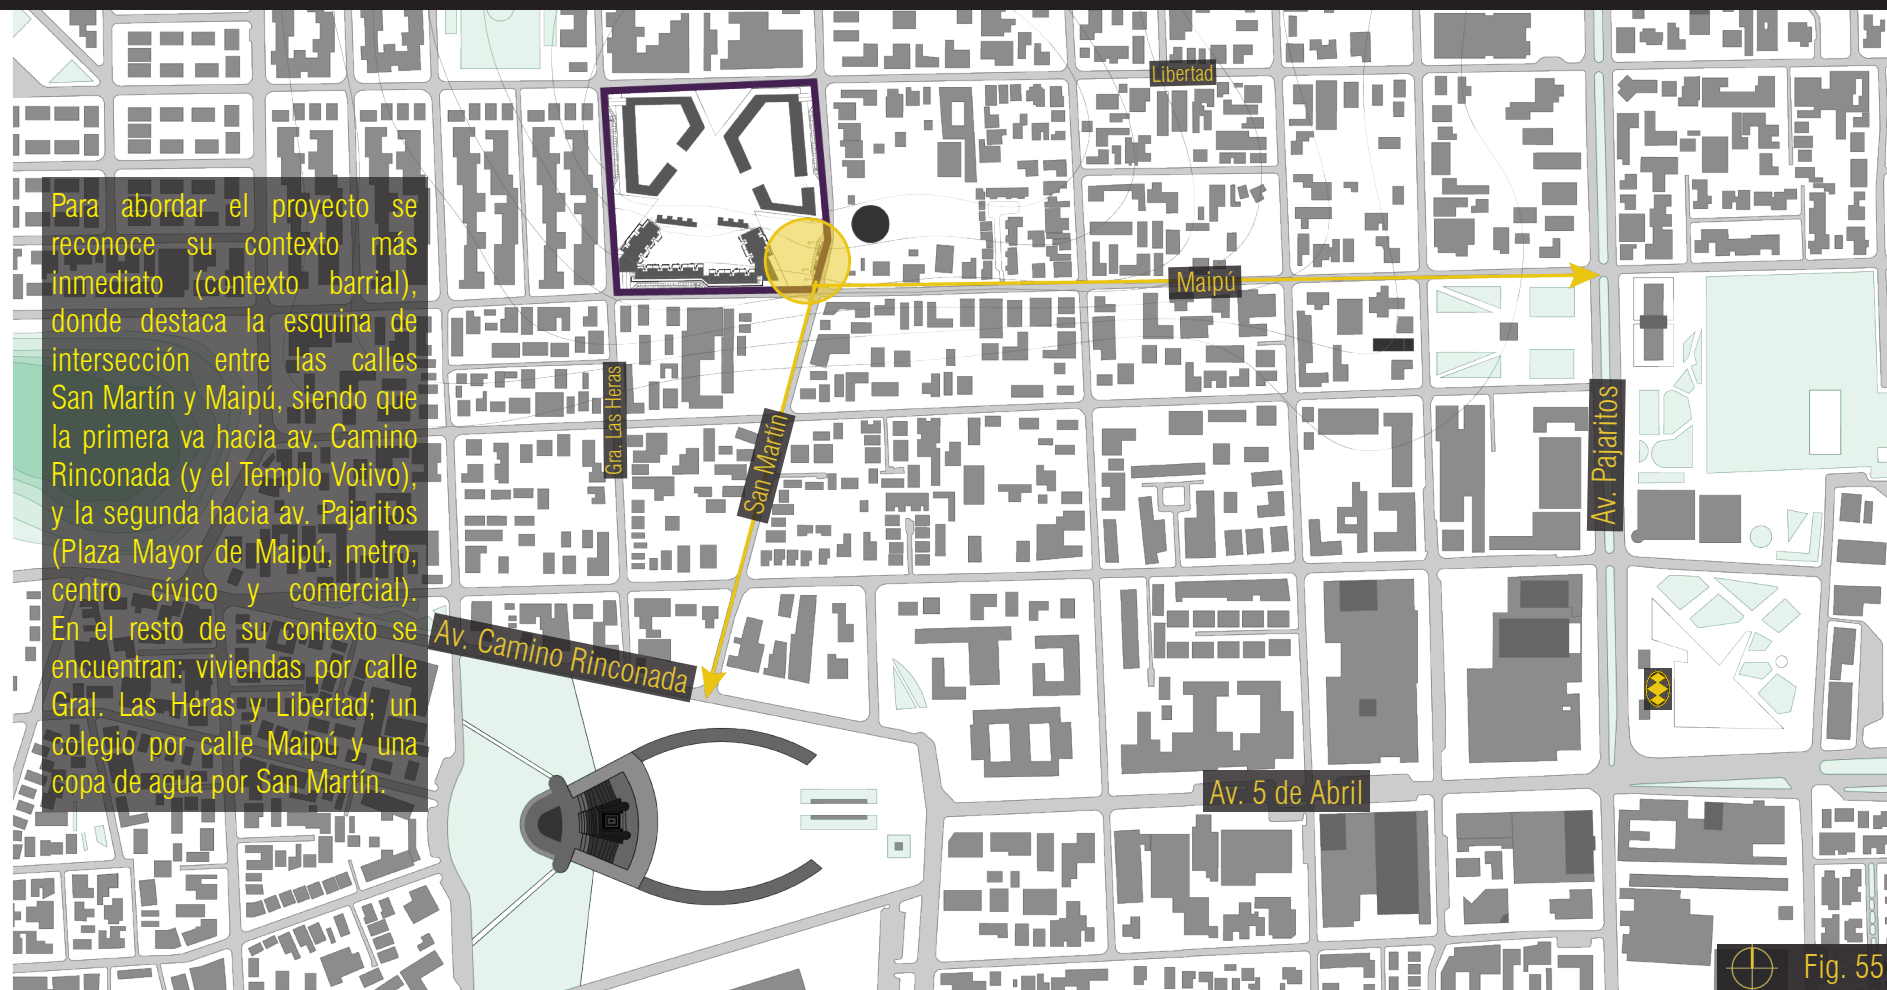 Libertad
Para abordar el proyecto se
reconoce su contexto más
inmediato (contexto barrial),
donde destaca la esquina de
intersección entre las calles
San Martín y Maipú, siendo que
la primera va hacia av. Camino
Rinconada (y el Templo Votivo),
y la segunda hacia av. Pajaritos
(Plaza Mayor de Maipú, metro,
centro cívico y comercial).
En el resto de su contexto se
encuentran: viviendas por calle
Gral. Las Heras y Libertad; un
colegio por calle Maipú y una
copa de agua por San Martín.
Maipú
Gra. Las Heras
San Martín
Av. Pajaritos
Av. Camino Rinconada
Av. 5 de Abril
Fig. 55